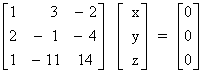 [1 3 -2] [x] = [0]
[2 -1 -4] [y] = [0]
[1 -11 14] [z] = [0]